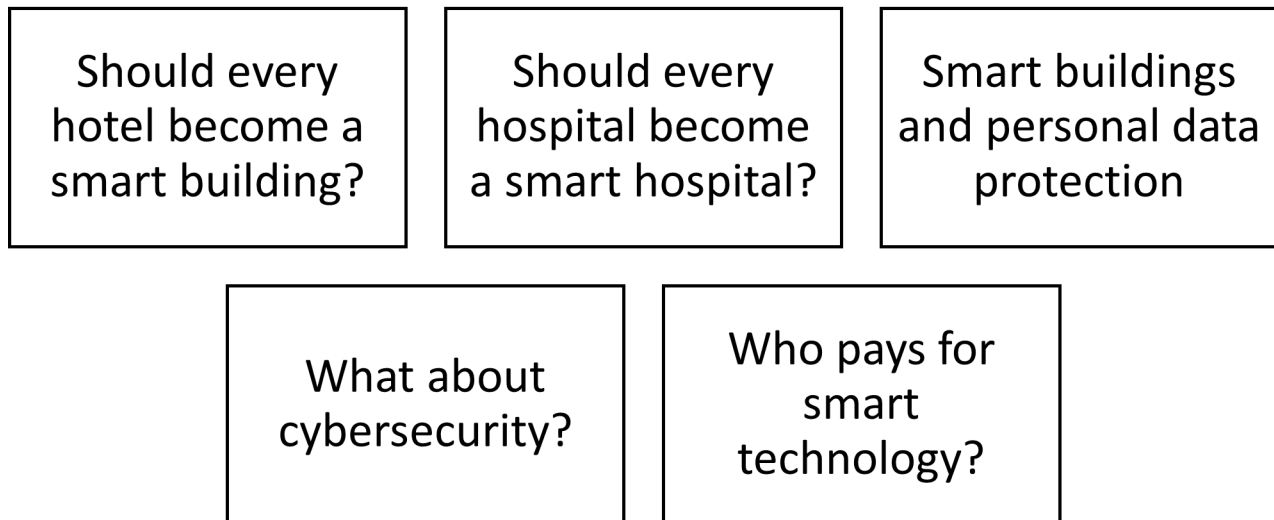 Should every
hotel become a
smart building?
Should every
hospital become
a smart hospital?
Smart buildings
and personal data
protection
What about
cybersecurity?
Who pays for
smart
technology?